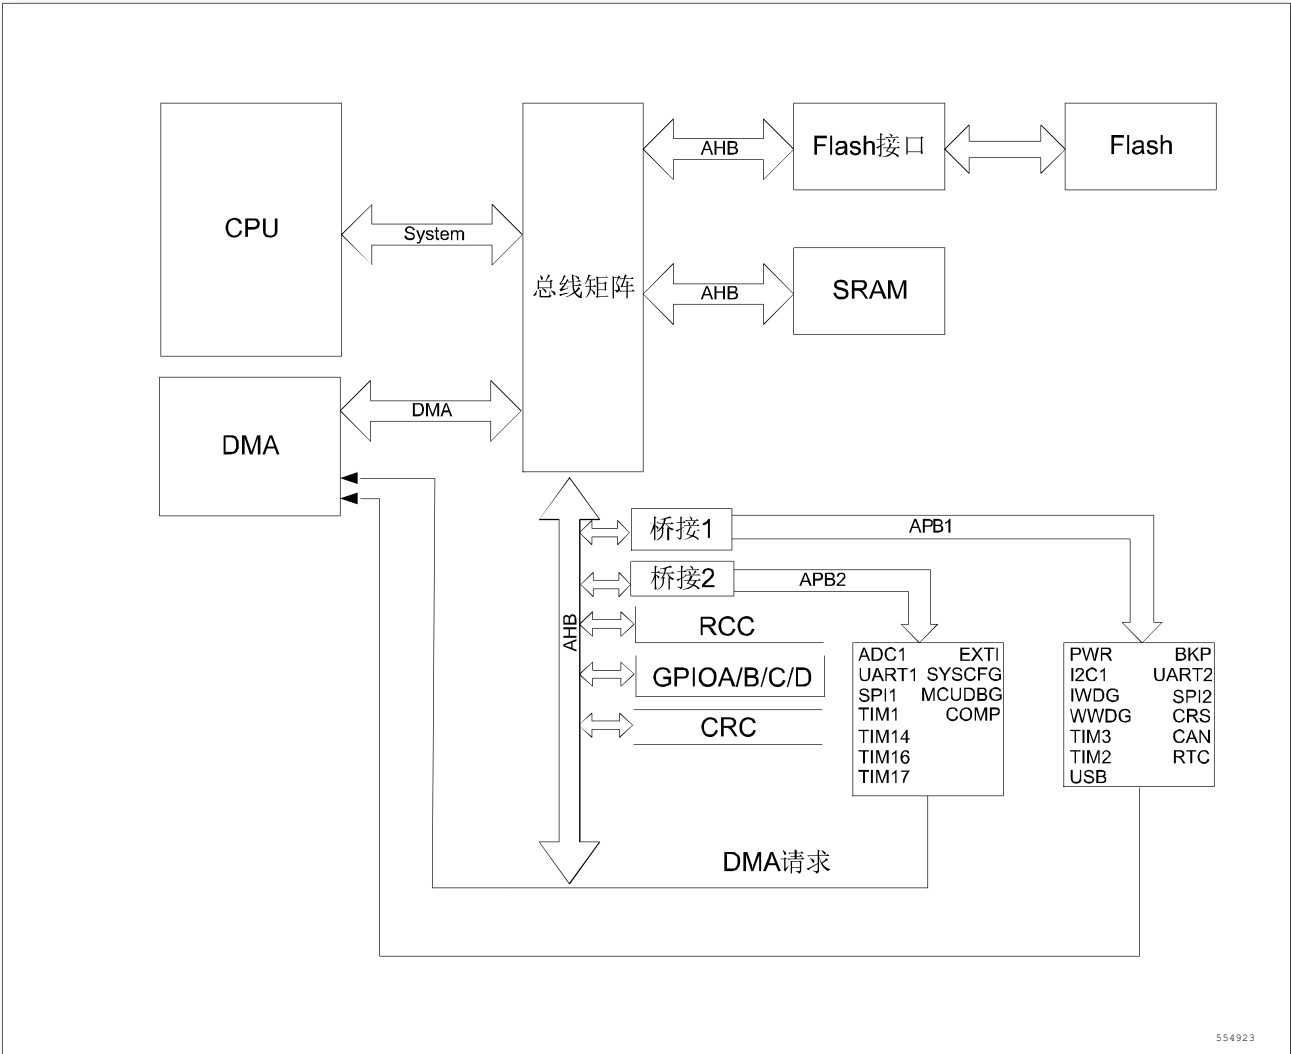 CPU
System
总线矩阵
AHB
Flash接口
Flash
AHB
SRAM
DMA
DMA
AHB
桥接1
APB1
桥接2
APB2
RCC
GPIOA/B/C/D
CRC
ADC1 EXTI
UART1 SYSCFG
SPI1 MCUDBG
TIM1 COMP
TIM14
TIM16
TIM17
PWR BKP
I2C1 UART2
IWDG SPI2
WWDG CRS
TIM3 CAN
TIM2 RTC
USB
DMA请求
554923